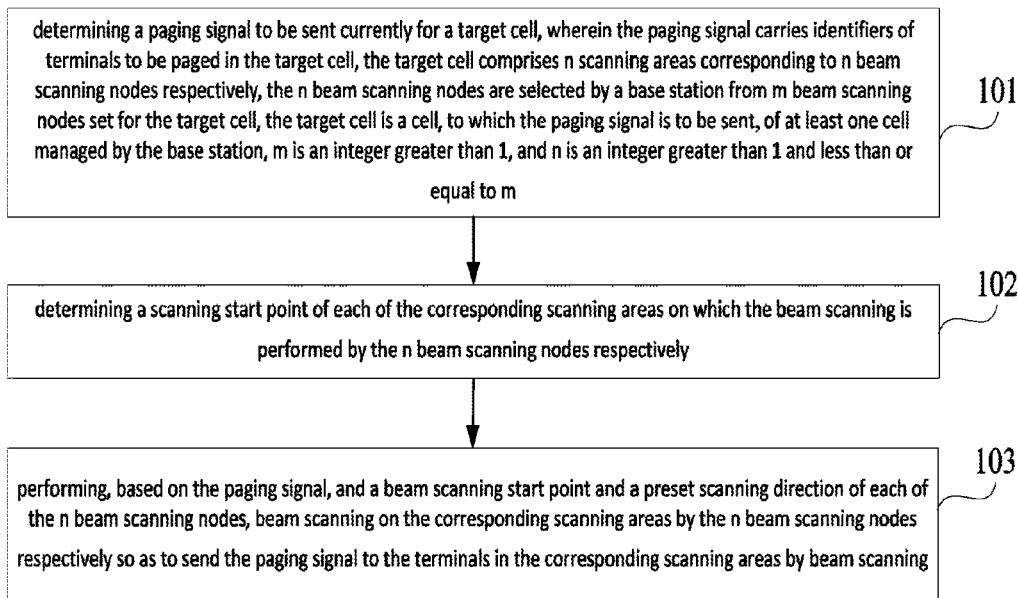 determining a paging signal to be sent currently for a target cell, wherein the paging signal carries identifiers of
terminals to be paged in the target cell, the target cell comprises n scanning areas corresponding to n beam
scanning nodes respectively, the n beam scanning nodes are selected by a base station from m beam scanning
nodes set for the target cell, the target cell is a cell, to which the paging signal is to be sent, of at least one cell
managed by the base station, m is an integer greater than 1, and n is an integer greater than 1 and less than or
equal to m
101
determining a scanning start point of each of the corresponding scanning areas on which the beam scanning is
performed by the n beam scanning nodes respectively
102
performing, based on the paging signal, and a beam scanning start point and a preset scanning direction of each of
the n beam scanning nodes, beam scanning on the corresponding scanning areas by the n beam scanning nodes
respectively so as to send the paging signal to the terminals in the corresponding scanning areas by beam scanning
103